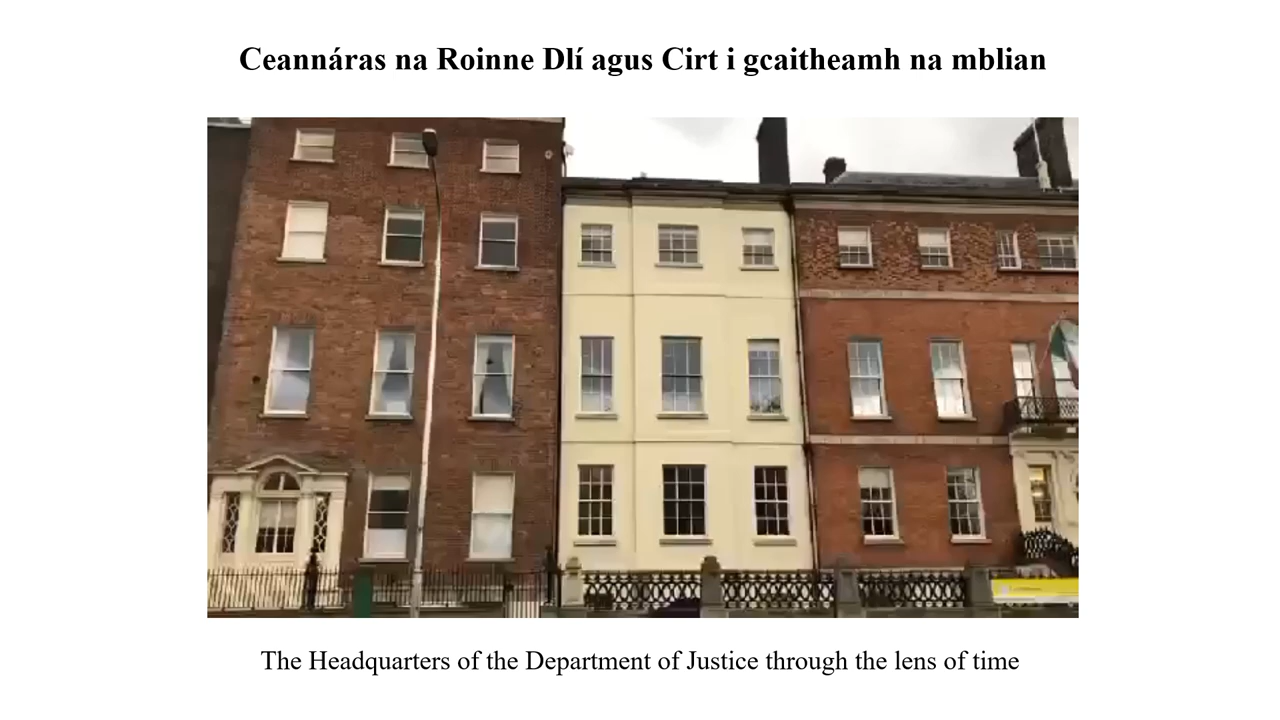 Ceannáras na Roinne Dlí agus Cirt i gcaitheamh na mblian
The Headquarters of the Department of Justice through the lens of time